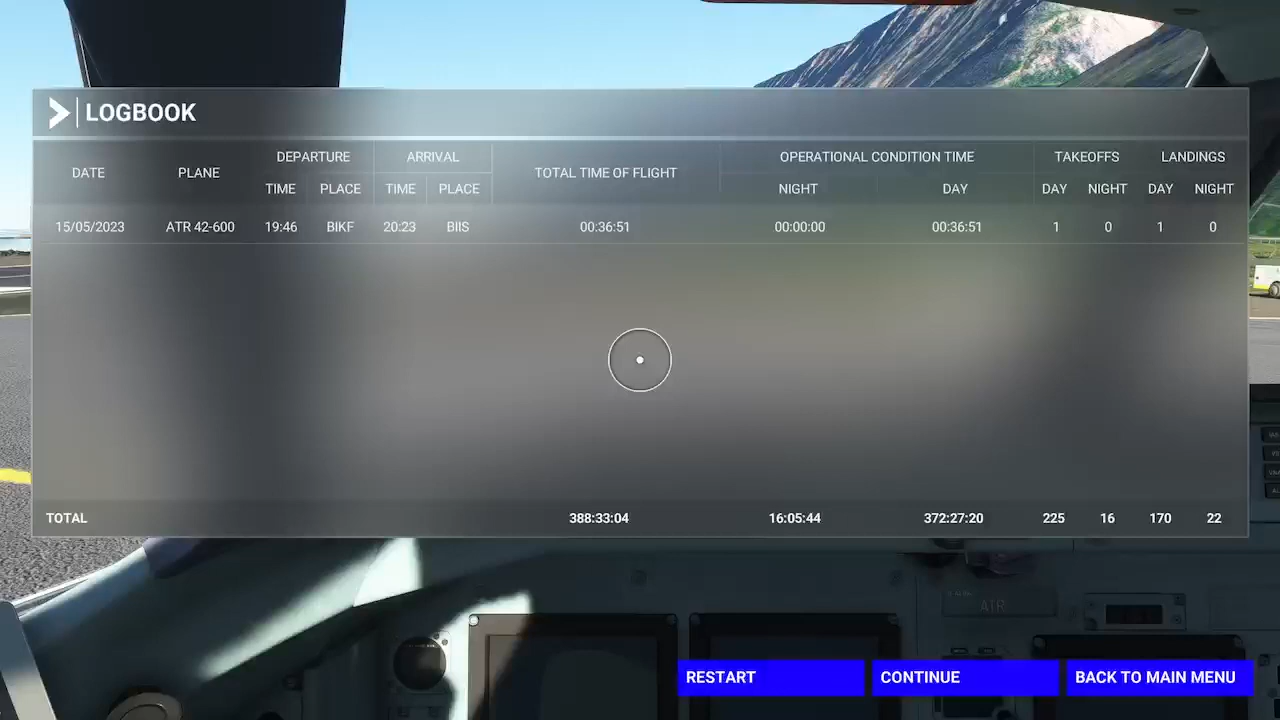 LOGBOOK
DATE PLANE DEPARTURE ARRIVAL TOTAL TIME OF FLIGHT OPERATIONAL CONDITION TIME TAKEOFFS LANDINGS
TIME PLACE TIME PLACE NIGHT DAY DAY NIGHT DAY NIGHT
15/05/2023 ATR 42-600 19:46 BIKF 20:23 BIIS 00:36:51 00:00:00 00:36:51 1 0 1 0
TOTAL 388:33:04 16:05:44 372:27:20 225 16 170 22
ATR
RESTART CONTINUE BACK TO MAIN MENU